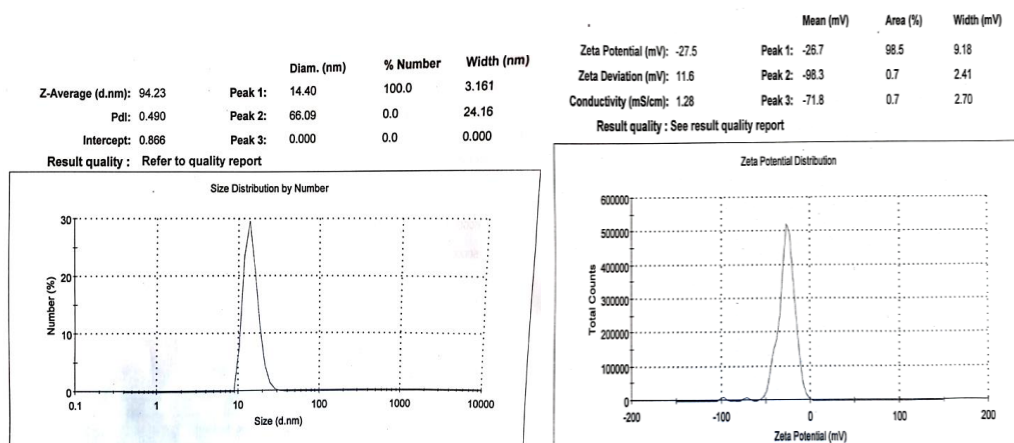 Diam. (nm) % Number Width (nm)
Z-Average (d.nm): 94.23 Peak 1: 14.40 100.0 3.161
PdI: 0.490 Peak 2: 66.09 0.0 24.16
Intercept: 0.866 Peak 3: 0.000 0.0 0.000
Result quality : Refer to quality report
Size Distribution by Number
Number (%)
30
20
10
0
0.1 1 10 100 1000 10000
Size (d.nm)
Mean (mV) Area (%) Width (mV)
Zeta Potential (mV): -27.5 Peak 1: -26.7 98.5 9.18
Zeta Deviation (mV): 11.6 Peak 2: -98.3 0.7 2.41
Conductivity (mS/cm): 1.28 Peak 3: -71.8 0.7 2.70
Result quality : See result quality report
Zeta Potential Distribution
Total Counts
600000
500000
400000
300000
200000
100000
0
-200 -100 0 100 200
Zeta Potential (mV)